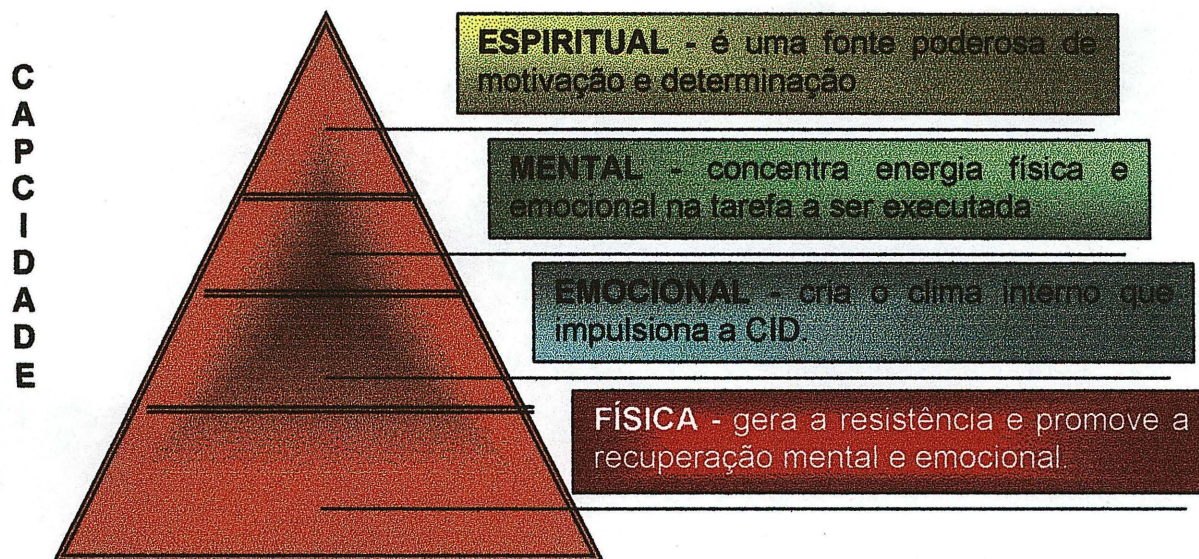 CAPCIDADE
ESPIRITUAL - é uma fonte poderosa de
motivação e determinação
MENTAL - concentra energia física e
emocional na tarefa a ser executada
EMOCIONAL - cria o clima interno que
impulsiona a CID.
FÍSICA - gera a resistência e promove a
recuperação mental e emocional.